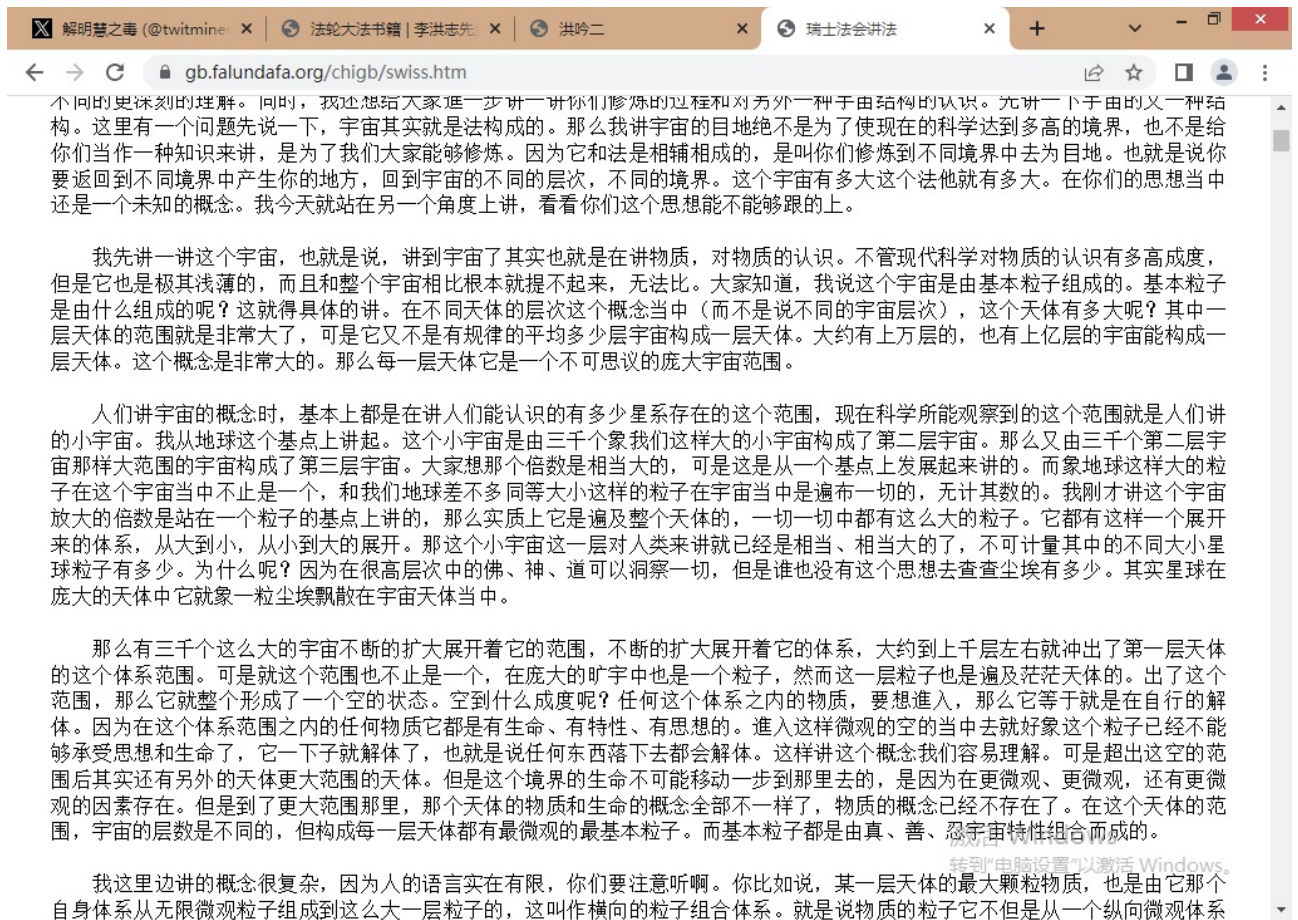 解明慧之毒 (@twitmine
法轮大法书籍 | 李洪志先
洪吟二
瑞士法会讲法
gb.falundafa.org/chigb/swiss.htm
不同的更深刻的理解。同时，我还想给大家進一步讲一讲你们修炼的过程和对另外一种宇宙结构的认识。先讲一下宇宙的又一种结
构。这里有一个问题先说一下，宇宙其实就是法构成的。那么我讲宇宙的目地绝不是为了使现在的科学达到多高的境界，也不是给
你们当作一种知识来讲，是为了我们大家能够修炼。因为它和法是相辅相成的，是叫你们修炼到不同境界中去为目地。也就是说你
要返回到不同境界中产生你的地方，回到宇宙的不同的层次，不同的境界。这个宇宙有多大这个法他就有多大。在你们的思想当中
还是一个未知的概念。我今天就站在另一个角度上讲，看看你们这个思想能不能够跟的上。
我先讲一讲这个宇宙，也就是说，讲到宇宙了其实也就是在讲物质，对物质的认识。不管现代科学对物质的认识有多高成度，
但是它也是极其浅薄的，而且和整个宇宙相比根本就提不起来，无法比。大家知道，我说这个宇宙是由基本粒子组成的。基本粒子
是由什么组成的呢？这就得具体的讲。在不同天体的层次这个概念当中（而不是说不同的宇宙层次），这个天体有多大呢？其中一
层天体的范围就是非常大了，可是它又不是有规律的平均多少层宇宙构成一层天体。大约有上万层的，也有上亿层的宇宙能构成一
层天体。这个概念是非常大的。那么每一层天体它是一个不可思议的庞大宇宙范围。
人们讲宇宙的概念时，基本上都是在讲人们能认识的有多少星系存在的这个范围，现在科学所能观察到的这个范围就是人们讲
的小宇宙。我从地球这个基点上讲起。这个小宇宙是由三千个象我们这样大的小宇宙构成了第二层宇宙。那么又由三千个第二层宇
宙那样大范围的宇宙构成了第三层宇宙。大家想那个倍数是相当大的，可是这是从一个基点上发展起来讲的。而象地球这样大的粒
子在这个宇宙当中不止是一个，和我们地球差不多同等大小这样的粒子在宇宙当中是遍布一切的，无计其数的。我刚才讲这个宇宙
放大的倍数是站在一个粒子的基点上讲的，那么实质上它是遍及整个天体的，一切一切中都有这么大的粒子。它都有这样一个展开
来的体系，从大到小，从小到大的展开。那这个小宇宙这一层对人类来讲就已经是相当、相当大的了，不可计量其中的不同大小星
球粒子有多少。为什么呢？因为在很高层次中的佛、神、道可以洞察一切，但是谁也没有这个思想去查查尘埃有多少。其实星球在
庞大的天体中它就象一粒尘埃飘散在宇宙天体当中。
那么有三千个这么大的宇宙不断的扩大展开着它的范围，不断的扩大展开着它的体系，大约到上千层左右就冲出了第一层天体
的这个体系范围。可是就这个范围也不止是一个，在庞大的旷宇中也是一个粒子，然而这一层粒子也是遍及茫茫天体的。出了这个
范围，那么它就整个形成了一个空的状态。空到什么成度呢？任何这个体系之内的物质，要想進入，那么它等于就是在自行的解
体。因为在这个体系范围之内的任何物质它都是有生命、有特性、有思想的。進入这样微观的空的当中去就好象这个粒子已经不能
够承受思想和生命了，它一下子就解体了，也就是说任何东西落下去都会解体。这样讲这个概念我们容易理解。可是超出这空的范
围后其实还有另外的天体更大范围的天体。但是这个境界的生命不可能移动一步到那里去的，是因为在更微观、更微观，还有更微
观的因素存在。但是到了更大范围那里，那个天体的物质和生命的概念全部不一样了，物质的概念已经不存在了。在这个天体的范
围，宇宙的层数是不同的，但构成每一层天体都有最微观的最基本粒子。而基本粒子都是由真、善、忍宇宙特性组合而成的。
激活 Windows
转到"电脑设置"以激活 Windows。
我这里边讲的概念很复杂，因为人的语言实在有限，你们要注意听啊。你比如说，某一层天体的最大颗粒物质，也是由它那个
自身体系从无限微观粒子组成到这么大一层粒子的，这叫作横向的粒子组合体系。就是说物质的粒子它不但是从一个纵向微观体系